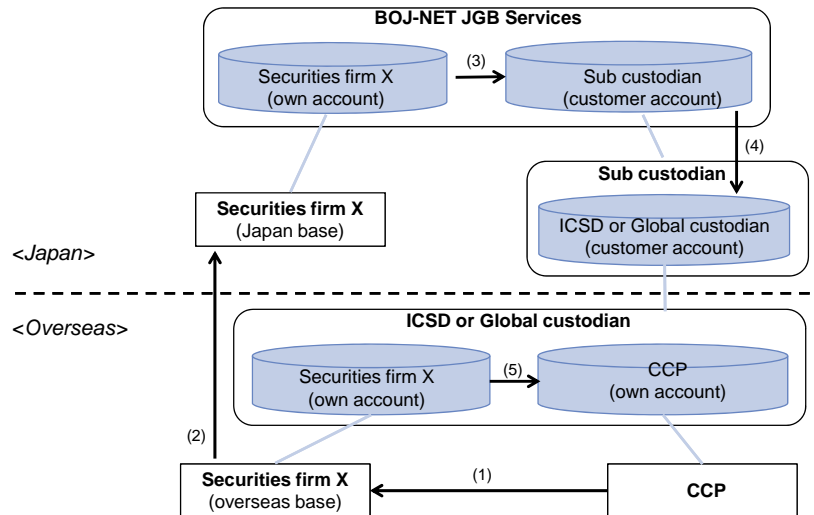 BOJ-NET JGB Services
Securities firm X
(own account)
(3)
Sub custodian
(customer account)
(4)
Sub custodian
Securities firm X
(Japan base)
ICSD or Global custodian
(customer account)
<Japan>
<Overseas>
ICSD or Global custodian
Securities firm X
(own account)
(5)
CCP
(own account)
(2)
Securities firm X
(overseas base)
(1)
CCP